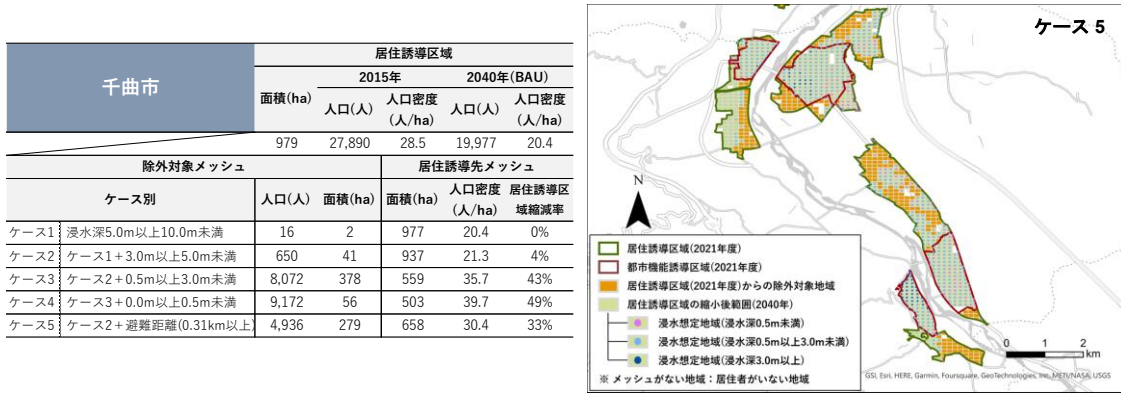 千曲市
居住誘導区域
面積(ha)
2015年
2040年(BAU)
人口(人)
人口密度
(人/ha)
人口(人)
人口密度
(人/ha)
979 27,890 28.5 19,977 20.4
除外対象メッシュ 居住誘導先メッシュ
ケース別 人口(人) 面積(ha) 面積(ha) 人口密度
(人/ha) 居住誘導区
域縮減率
ケース1 浸水深5.0m以上10.0m未満 16 2 977 20.4 0%
ケース2 ケース1+3.0m以上5.0m未満 650 41 937 21.3 4%
ケース3 ケース2+0.5m以上3.0m未満 8,072 378 559 35.7 43%
ケース4 ケース3+0.0m以上0.5m未満 9,172 56 503 39.7 49%
ケース5 ケース2+避難距離(0.31km以上) 4,936 279 658 30.4 33%
ケース 5
N
居住誘導区域(2021年度)
都市機能誘導区域(2021年度)
居住誘導区域(2021年度)からの除外対象地域
居住誘導区域の縮小後範囲(2040年)
浸水想定地域(浸水深0.5m未満)
浸水想定地域(浸水深0.5m以上3.0m未満)
浸水想定地域(浸水深3.0m以上)
※ メッシュがない地域：居住者がいない地域
0 1 2
km
GSI, Esri, HERE, Garmin, Foursquare, GeoTechnologies, Inc, METI/NASA, USGS